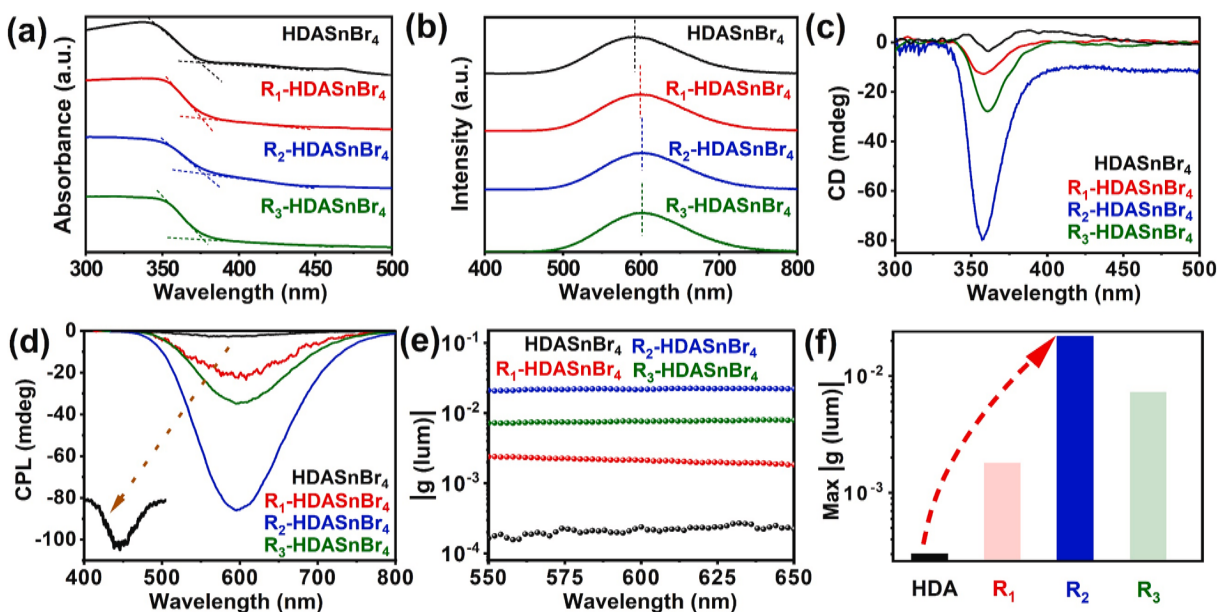 (a)
HDASnBr4
R1-HDASnBr4
R2-HDASnBr4
R3-HDASnBr4
Absorbance (a.u.)
300 350 400 450 500
Wavelength (nm)
(b)
HDASnBr4
R1-HDASnBr4
R2-HDASnBr4
R3-HDASnBr4
Intensity (a.u.)
400 500 600 700 800
Wavelength (nm)
(c)
0
-20
-40
-60
-80
CD (mdeg)
HDASnBr4
R1-HDASnBr4
R2-HDASnBr4
R3-HDASnBr4
300 350 400 450 500
Wavelength (nm)
(d)
0
-20
-40
-60
-80
-100
CPL (mdeg)
HDASnBr4
R1-HDASnBr4
R2-HDASnBr4
R3-HDASnBr4
400 500 600 700 800
Wavelength (nm)
(e)
10-1
10-2
10-3
10-4
|g (lum)|
HDASnBr4 R2-HDASnBr4
R1-HDASnBr4 R3-HDASnBr4
550 575 600 625 650
Wavelength (nm)
(f)
10-2
10-3
Max |g (lum)|
HDA R1 R2 R3